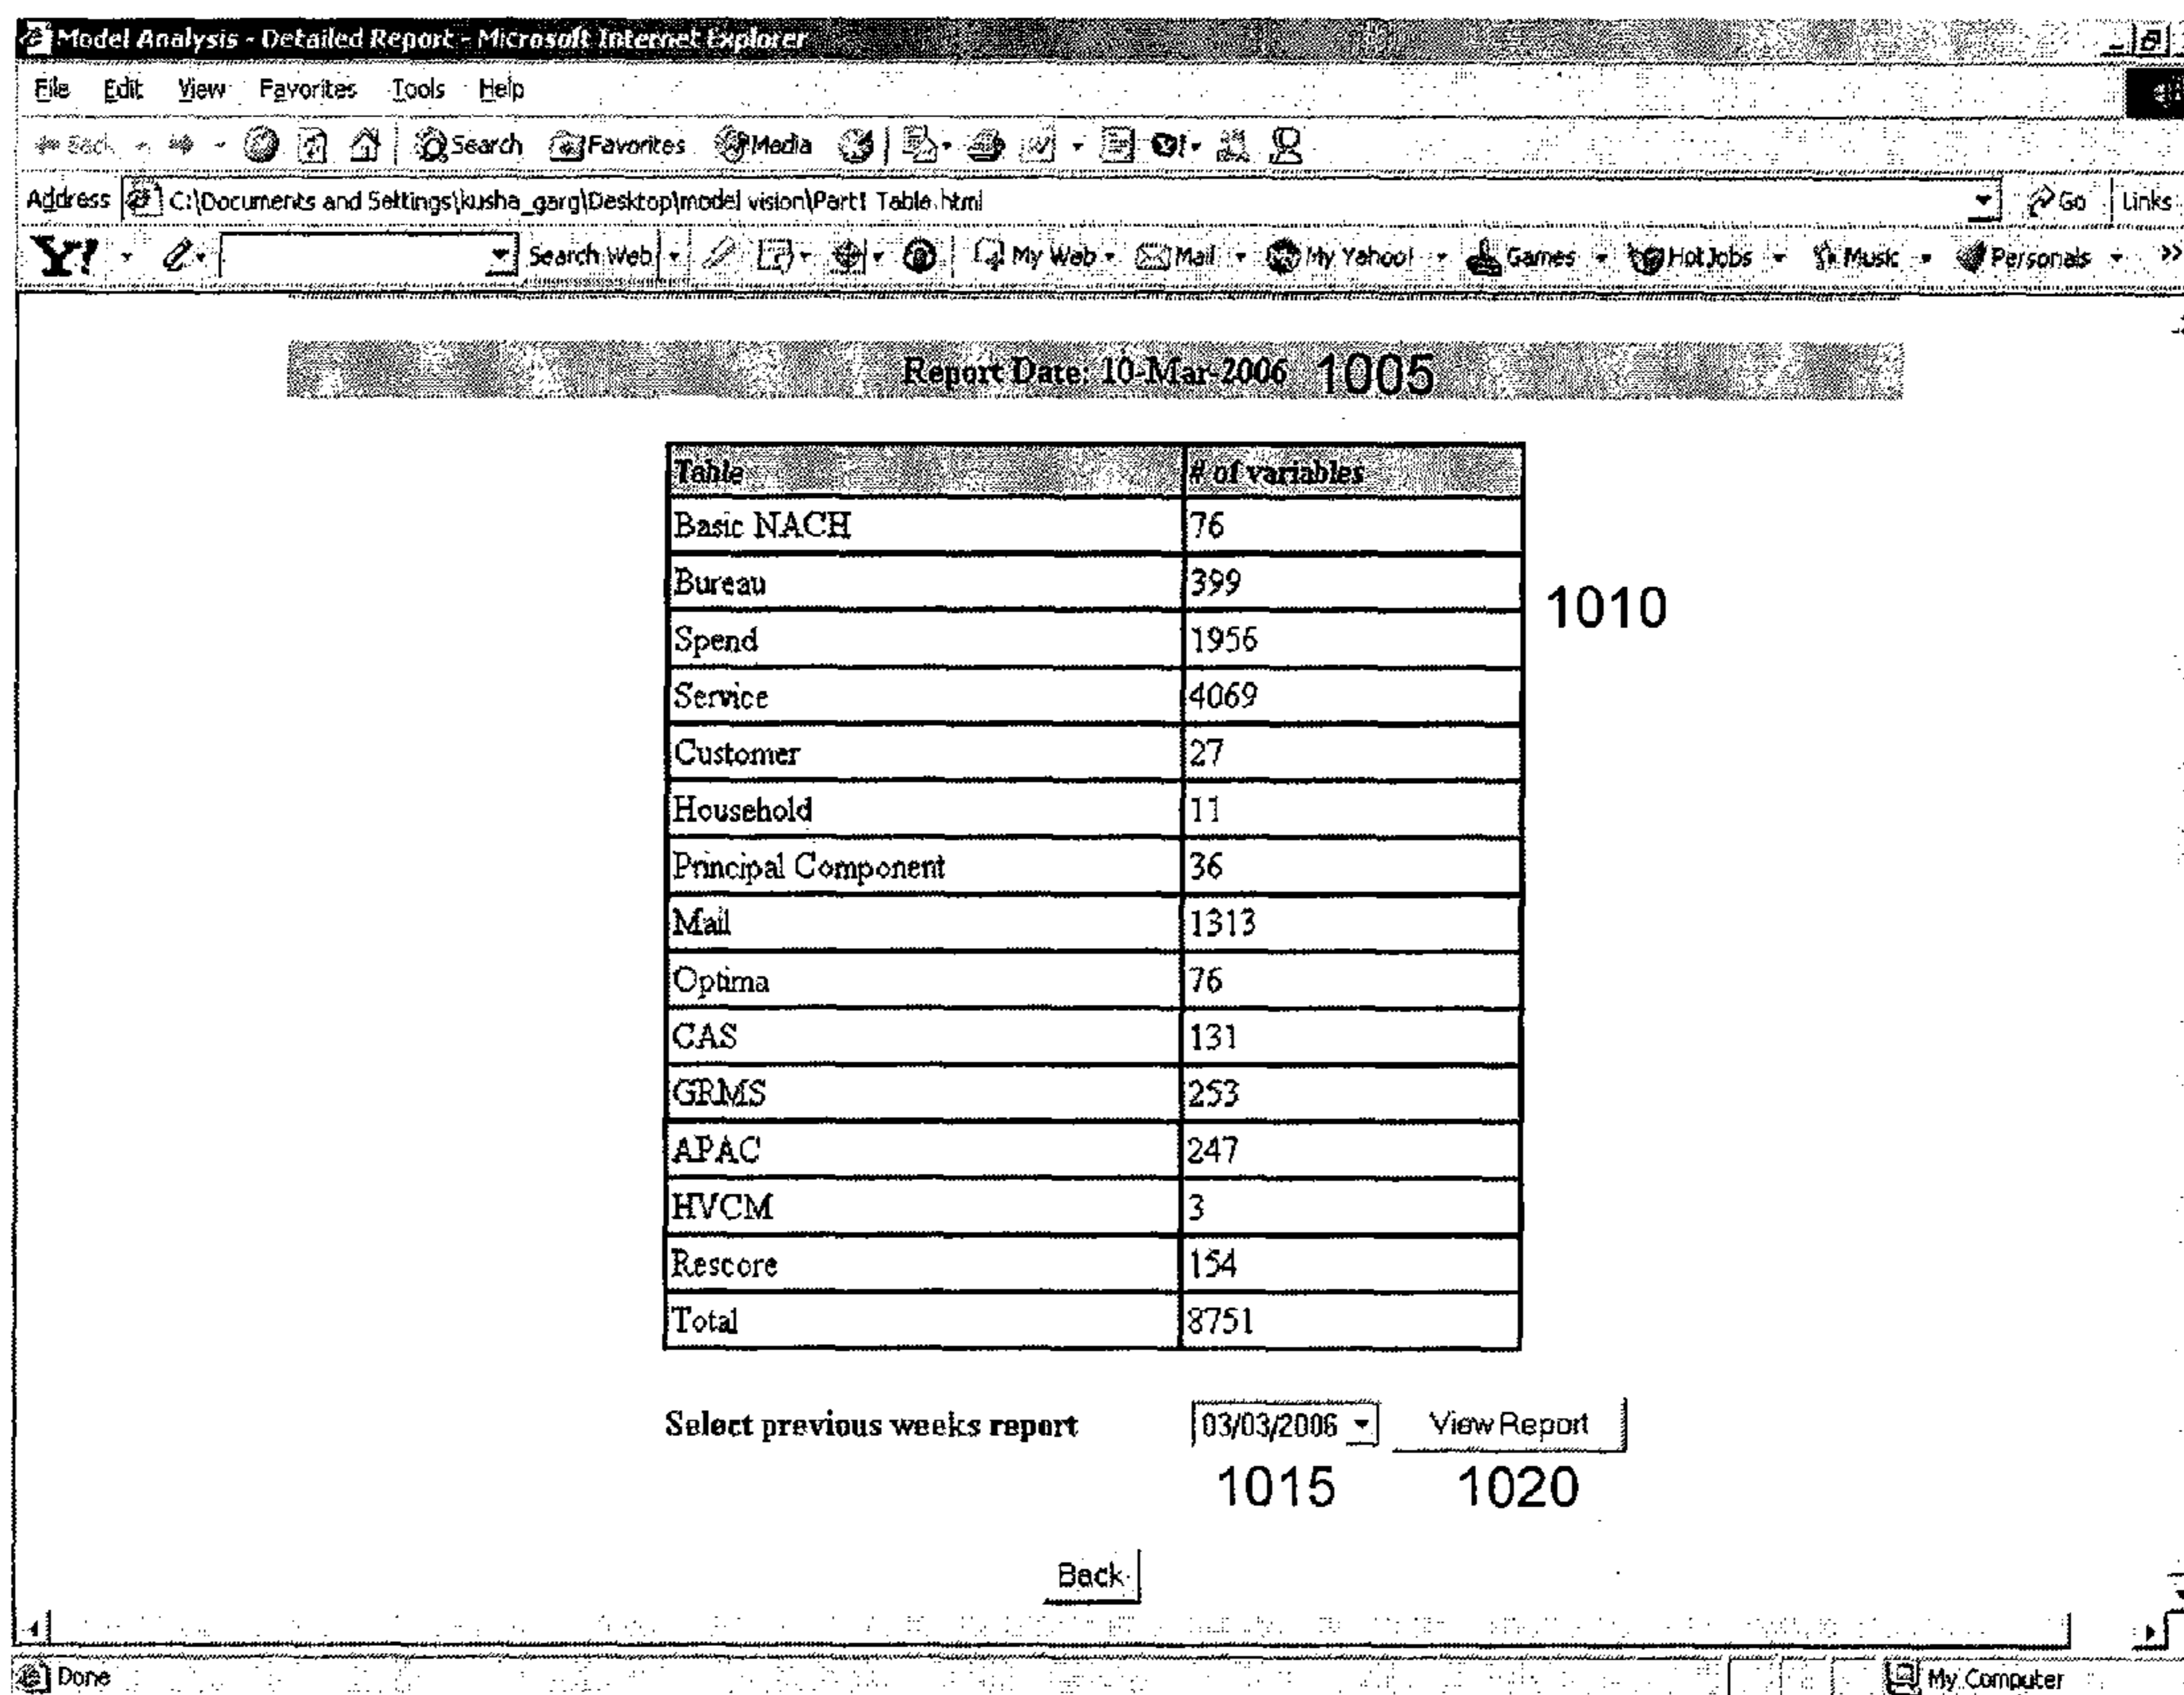 Model Analysis - Detailed Report - Microsoft Internet Explorer
File Edit View Favorites Tools Help
Back Search Favorites Media
Address C:\Documents and Settings\kusha_garg\Desktop\model vision\Part1 Table.html Go Links
Y! Search Web My Web Mail My Yahoo! Games HotJobs Music Personals >>
Report Date: 10-Mar-2006 1005
Table # of variables
Basic NACH 76
Bureau 399
1010
Spend 1956
Service 4069
Customer 27
Household 11
Principal Component 36
Mail 1313
Optima 76
CAS 131
GRMS 253
APAC 247
HVCM 3
Rescore 154
Total 8751
Select previous weeks report 03/03/2006 View Report
1015 1020
Back
Done My Computer